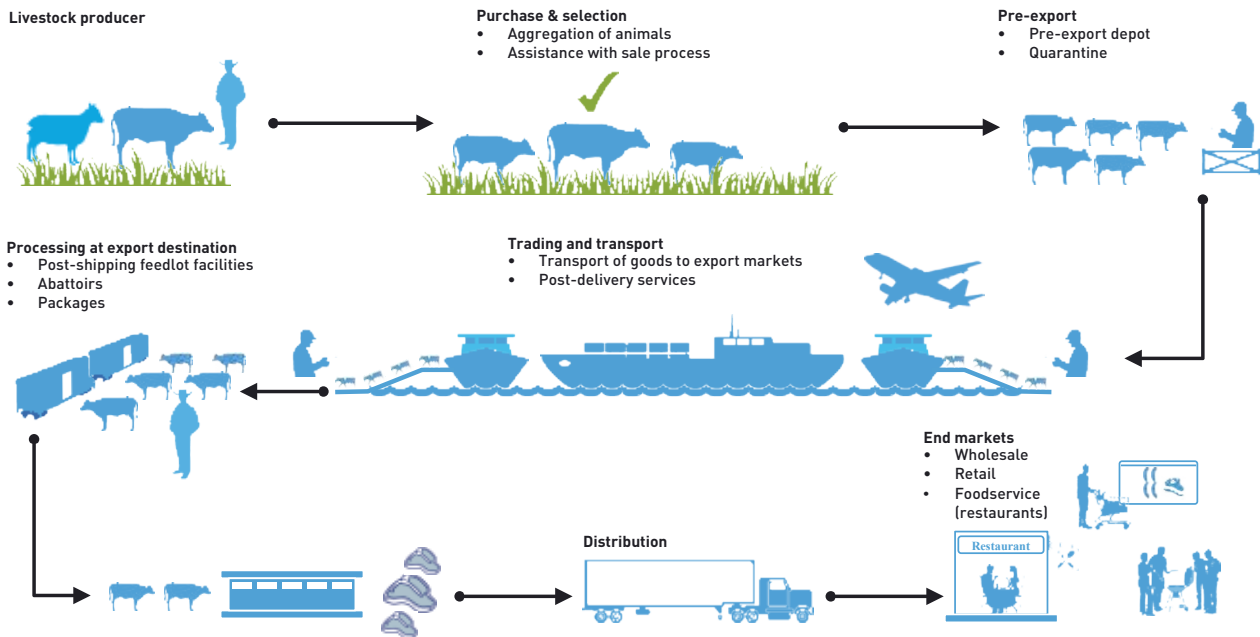 Livestock producer
Purchase & selection
• Aggregation of animals
• Assistance with sale process
Pre-export
• Pre-export depot
• Quarantine
Processing at export destination
• Post-shipping feedlot facilities
• Abattoirs
• Packages
Trading and transport
• Transport of goods to export markets
• Post-delivery services
End markets
• Wholesale
• Retail
• Foodservice
(restaurants)
Distribution
Restaurant